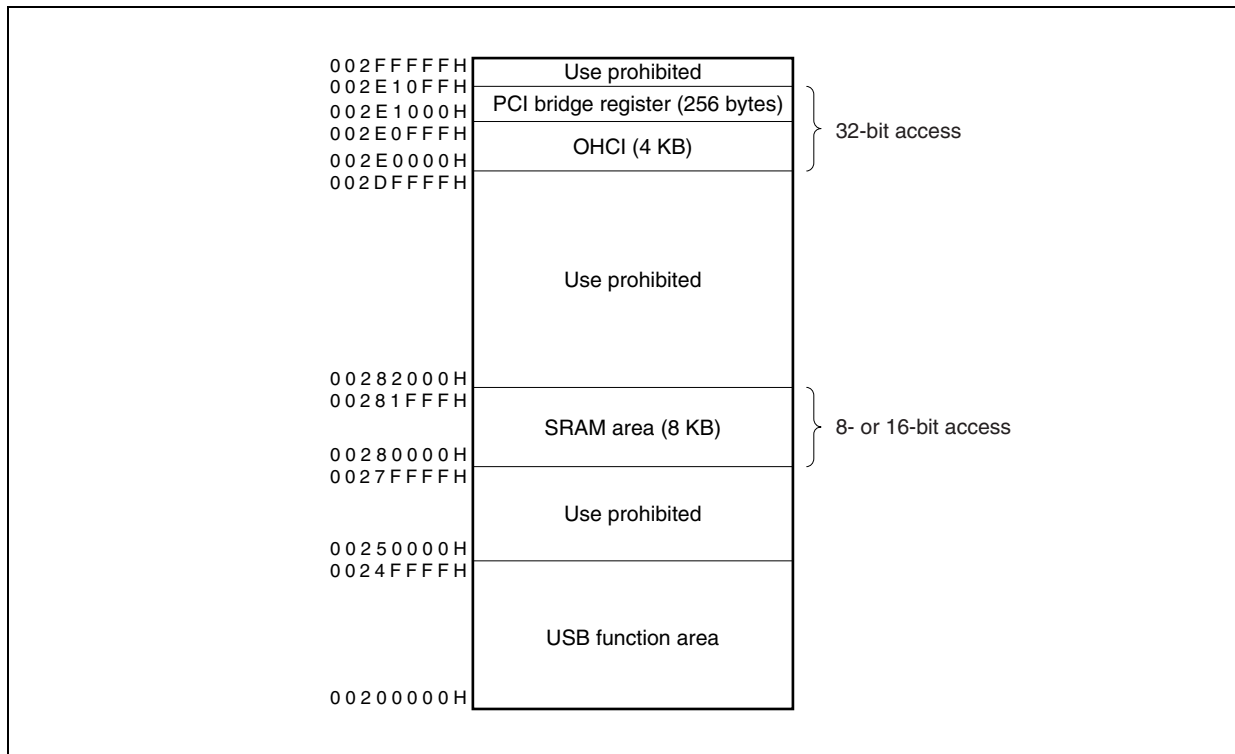 002FFFFFH
Use prohibited
002E10FFH
PCI bridge register (256 bytes)
002E1000H
002E0FFFH
32-bit access
OHCI (4 KB)
002E0000H
002DFFFFH
Use prohibited
00282000H
00281FFFH
SRAM area (8 KB)
8- or 16-bit access
00280000H
0027FFFFH
Use prohibited
00250000H
0024FFFFH
USB function area
00200000H